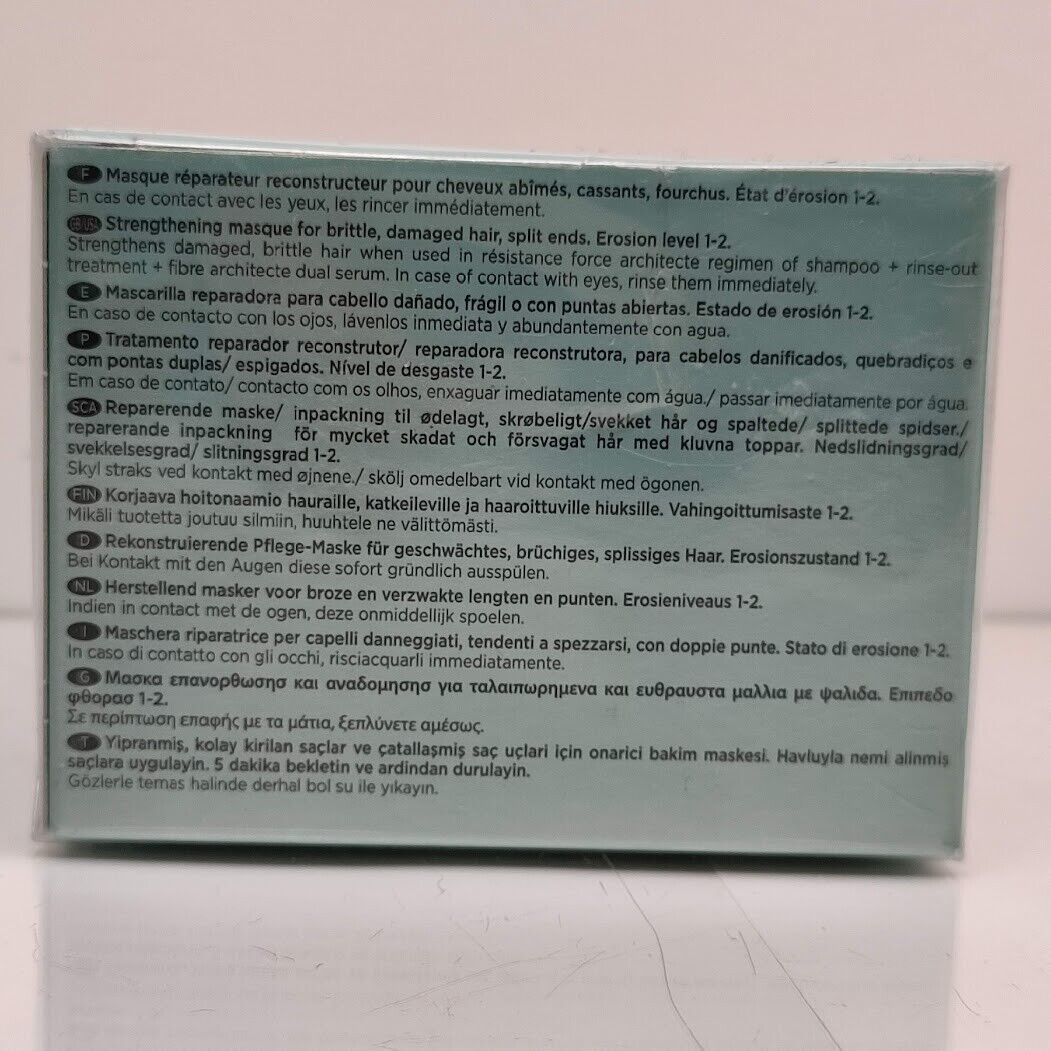 F Masque réparateur reconstructeur pour cheveux abîmés, cassants, fourchus. État d'érosion 1-2.
En cas de contact avec les yeux, les rincer immédiatement.
GB/USA Strengthening masque for brittle, damaged hair, split ends. Erosion level 1-2.
Strengthens damaged, brittle hair when used in résistance force architecte regimen of shampoo + rinse-out
treatment + fibre architecte dual serum. In case of contact with eyes, rinse them immediately.
E Mascarilla reparadora para cabello dañado, frágil o con puntas abiertas. Estado de erosión 1-2.
En caso de contacto con los ojos, lávenlos inmediata y abundantemente con agua.
P Tratamento reparador reconstrutor/ reparadora reconstrutora, para cabelos danificados, quebradiços e
com pontas duplas/ espigados. Nível de desgaste 1-2.
Em caso de contato/ contacto com os olhos, enxaguar imediatamente com água./ passar imediatamente por água.
SCA Reparerende maske/ inpackning til ødelagt, skrøbeligt/svekket hår og spaltede/ splittede spidser./
reparerande inpackning för mycket skadat och försvagat hår med kluvna toppar. Nedslidningsgrad/
svekkelsesgrad/ slitningsgrad 1-2.
Skyl straks ved kontakt med øjnene./ skölj omedelbart vid kontakt med ögonen.
FIN Korjaava hoitonaamio hauraille, katkeileville ja haaroittuville hiuksille. Vahingoittumisaste 1-2.
Mikäli tuotetta joutuu silmiin, huuhtele ne välittömästi.
D Rekonstruierende Pflege-Maske für geschwächtes, brüchiges, splissiges Haar. Erosionszustand 1-2.
Bei Kontakt mit den Augen diese sofort gründlich ausspülen.
NL Herstellend masker voor broze en verzwakte lengten en punten. Erosieniveaus 1-2.
Indien in contact met de ogen, deze onmiddellijk spoelen.
I Maschera riparatrice per capelli danneggiati, tendenti a spezzarsi, con doppie punte. Stato di erosione 1-2.
In caso di contatto con gli occhi, risciacquarli immediatamente.
G Μασκα επανορθωσησ και αναδομησησ για ταλαιπωρημενα και ευθραυστα μαλλια με ψαλιδα. Επιπεδο
φθορασ 1-2.
Σε περίπτωση επαφής με τα μάτια, ξεπλύνετε αμέσως.
T Yipranmiş, kolay kirilan saçlar ve çatallaşmiş saç uçlari için onarici bakim maskesi. Havluyla nemi alinmiş
saçlara uygulayin. 5 dakika bekletin ve ardindan durulayin.
Gözlerle temas halinde derhal bol su ile yıkayın.